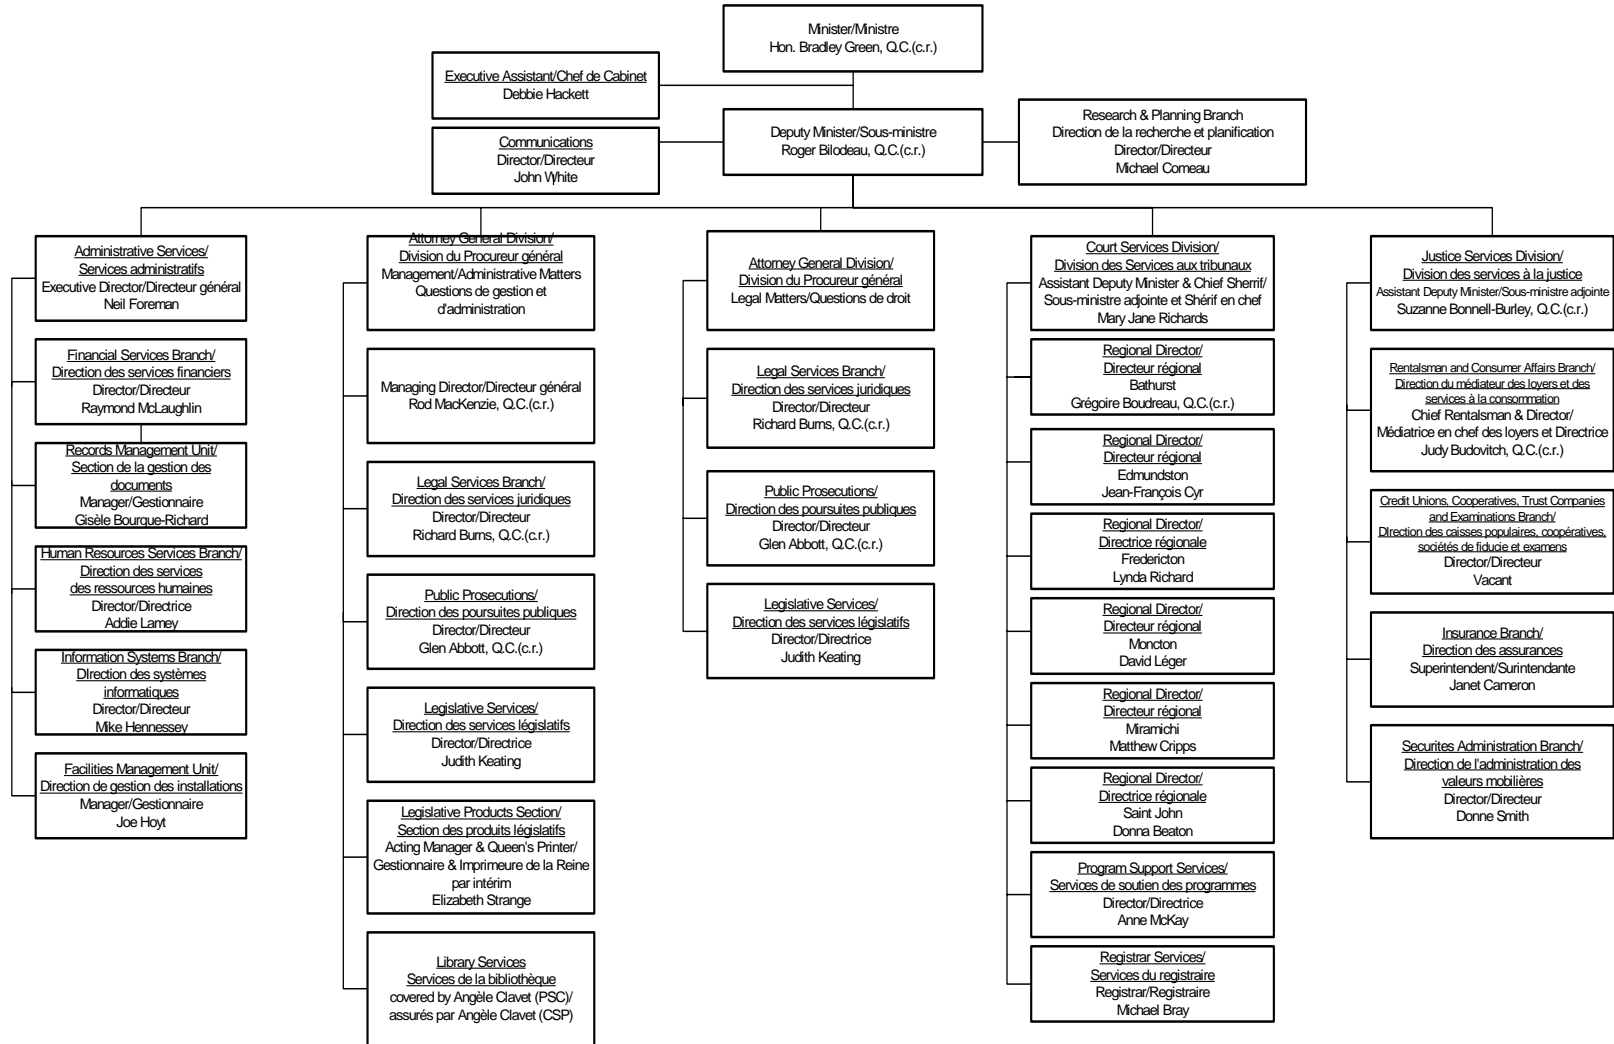 Minister/Ministre
Hon. Bradley Green, Q.C.(c.r.)
Executive Assistant/Chef de Cabinet
Debbie Hackett
Communications
Director/Directeur
John White
Deputy Minister/Sous-ministre
Roger Bilodeau, Q.C.(c.r.)
Research & Planning Branch
Direction de la recherche et planification
Director/Directeur
Michael Comeau
Administrative Services/
Services administratifs
Executive Director/Directeur général
Neil Foreman
Financial Services Branch/
Direction des services financiers
Director/Directeur
Raymond McLaughlin
Records Management Unit/
Section de la gestion des
documents
Manager/Gestionnaire
Gisèle Bourque-Richard
Human Resources Services Branch/
Direction des services
des ressources humaines
Director/Directrice
Addie Lamey
Information Systems Branch/
DIrection des systèmes
informatiques
Director/Directeur
Mike Hennessey
Facilities Management Unit/
Direction de gestion des installations
Manager/Gestionnaire
Joe Hoyt
Attorney General Division/
Division du Procureur général
Management/Administrative Matters
Questions de gestion et
d'administration
Managing Director/Directeur général
Rod MacKenzie, Q.C.(c.r.)
Legal Services Branch/
Direction des services juridiques
Director/Directeur
Richard Burns, Q.C.(c.r.)
Public Prosecutions/
Direction des poursuites publiques
Director/Directeur
Glen Abbott, Q.C.(c.r.)
Legislative Services/
Direction des services législatifs
Director/Directrice
Judith Keating
Legislative Products Section/
Section des produits législatifs
Acting Manager & Queen's Printer/
Gestionnaire & Imprimeure de la Reine
par intérim
Elizabeth Strange
Library Services
Services de la bibliothèque
covered by Angèle Clavet (PSC)/
assurés par Angèle Clavet (CSP)
Attorney General Division/
Division du Procureur général
Legal Matters/Questions de droit
Legal Services Branch/
Direction des services juridiques
Director/Directeur
Richard Burns, Q.C.(c.r.)
Public Prosecutions/
Direction des poursuites publiques
Director/Directeur
Glen Abbott, Q.C.(c.r.)
Legislative Services/
Direction des services législatifs
Director/Directrice
Judith Keating
Court Services Division/
Division des Services aux tribunaux
Assistant Deputy Minister & Chief Sherrif/
Sous-ministre adjointe et Shérif en chef
Mary Jane Richards
Regional Director/
Directeur régional
Bathurst
Grégoire Boudreau, Q.C.(c.r.)
Regional Director/
Directeur régional
Edmundston
Jean-François Cyr
Regional Director/
Directrice régionale
Fredericton
Lynda Richard
Regional Director/
Directeur régional
Moncton
David Léger
Regional Director/
Directeur régional
Miramichi
Matthew Cripps
Regional Director/
Directrice régionale
Saint John
Donna Beaton
Program Support Services/
Services de soutien des programmes
Director/Directrice
Anne McKay
Registrar Services/
Services du registraire
Registrar/Registraire
Michael Bray
Justice Services Division/
Division des services à la justice
Assistant Deputy Minister/Sous-ministre adjointe
Suzanne Bonnell-Burley, Q.C.(c.r.)
Rentalsman and Consumer Affairs Branch/
Direction du médiateur des loyers et des
services à la consommation
Chief Rentalsman & Director/
Médiatrice en chef des loyers et Directrice
Judy Budovitch, Q.C.(c.r.)
Credit Unions, Cooperatives, Trust Companies
and Examinations Branch/
DIrection des caisses populaires, coopératives,
sociétés de fiducie et examens
Director/Directeur
Vacant
Insurance Branch/
Direction des assurances
Superintendent/Surintendante
Janet Cameron
Securites Administration Branch/
Direction de l'administration des
valeurs mobilières
Director/Directeur
Donne Smith